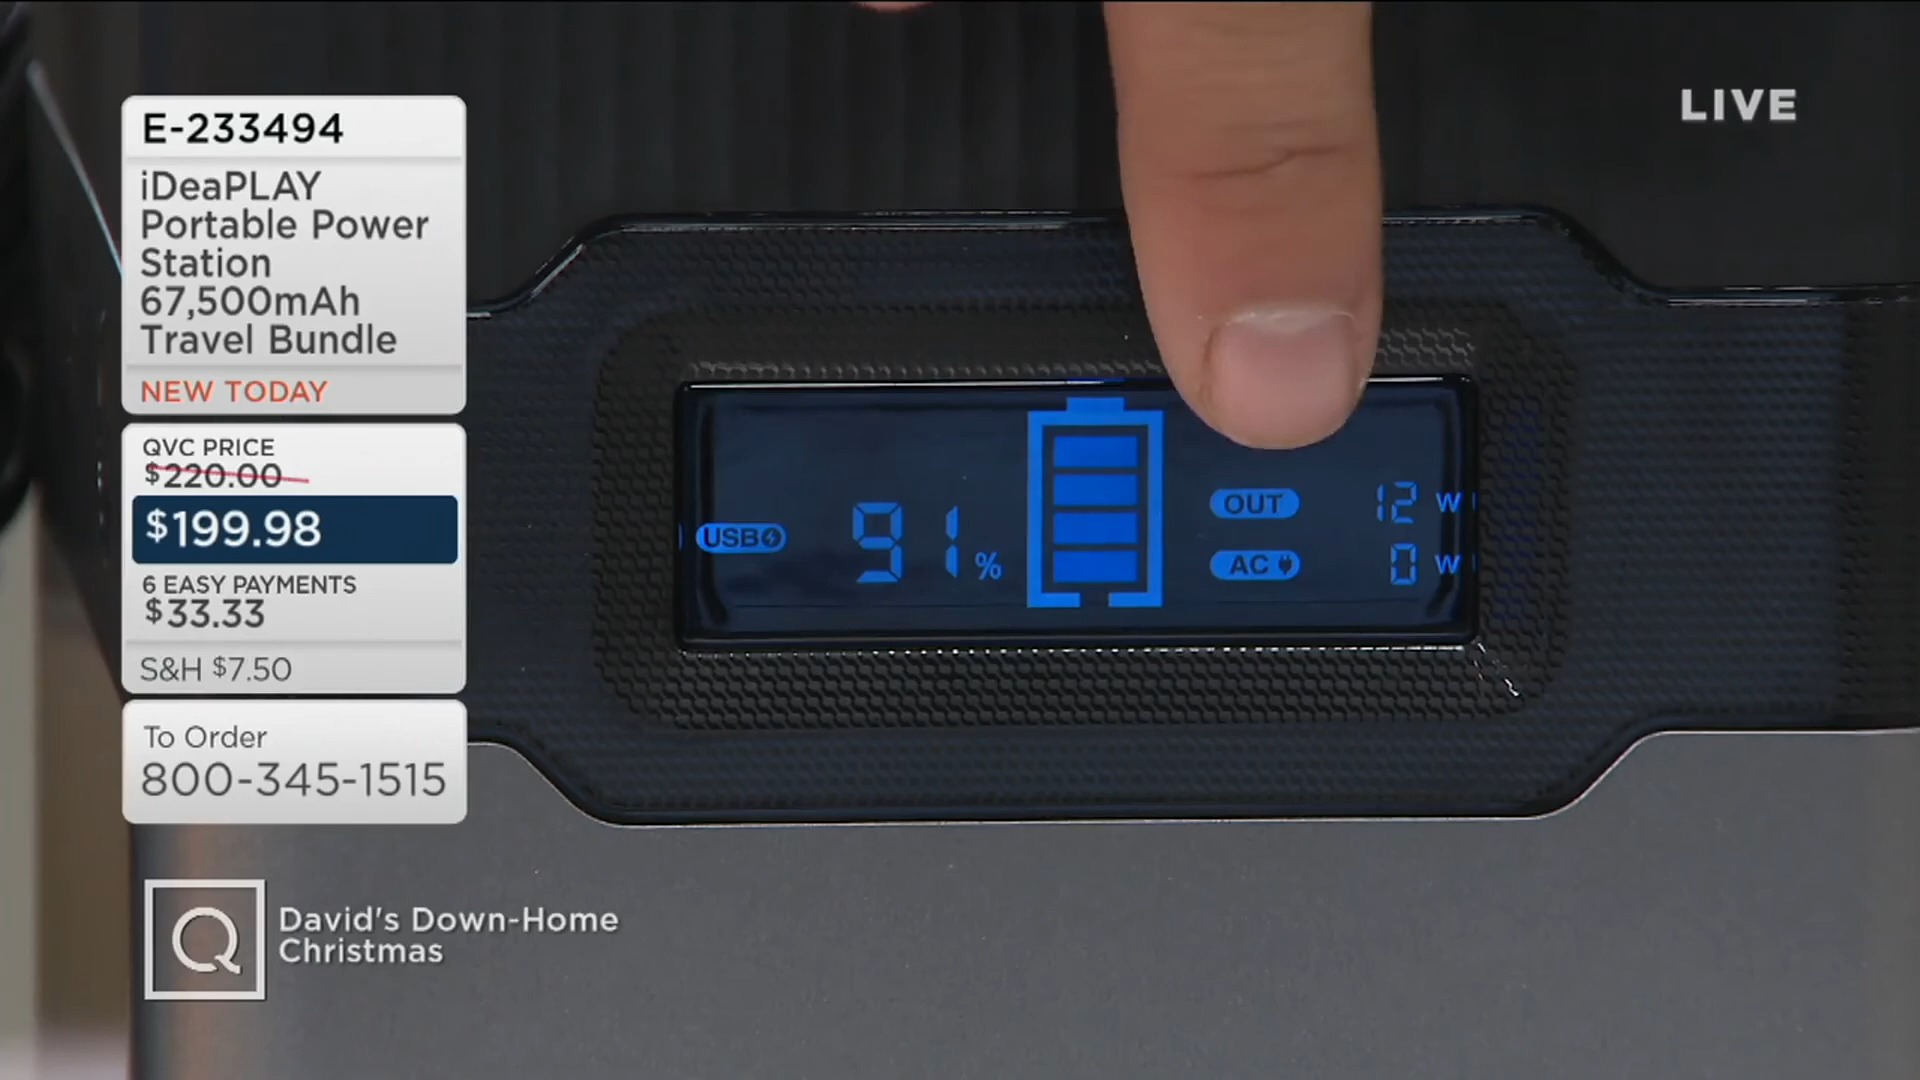 LIVE
E-233494
iDeaPLAY
Portable Power
Station
67,500mAh
Travel Bundle
NEW TODAY
QVC PRICE
$220.00
$199.98
6 EASY PAYMENTS
$33.33
S&H $7.50
To Order
800-345-1515
USB
91%
OUT 12 W
AC 0 W
Q
David's Down-Home
Christmas